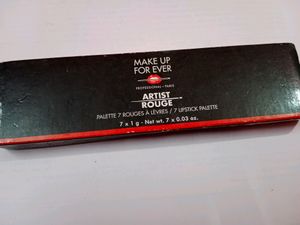 MAKE UP
FOR EVER
PROFESSIONAL - PARIS
ARTIST
ROUGE
PALETTE 7 ROUGES À LÈVRES / 7 LIPSTICK PALETTE
7 x 1 g - Net wt. 7 x 0.03 oz.